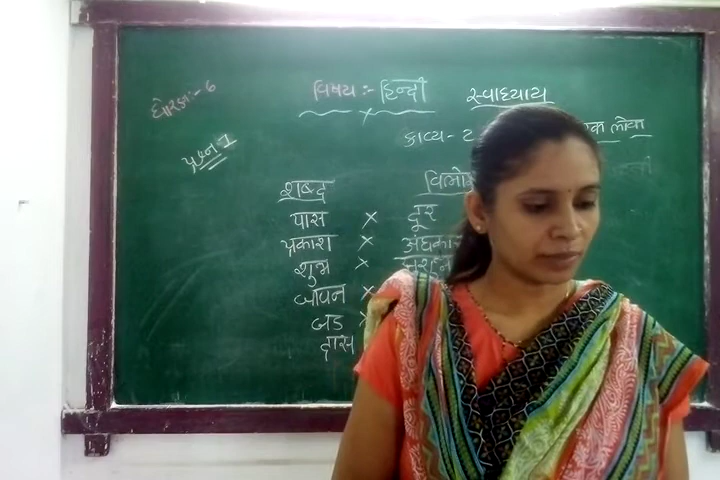 धोरण:- 6
विषय :- हिन्दी
स्वाध्याय
काव्य- 2
प्रश्न-1
शब्द
पास × दूर
प्रकाश × अंधकार
शुभ ×
जीवन ×
जड ×
दास